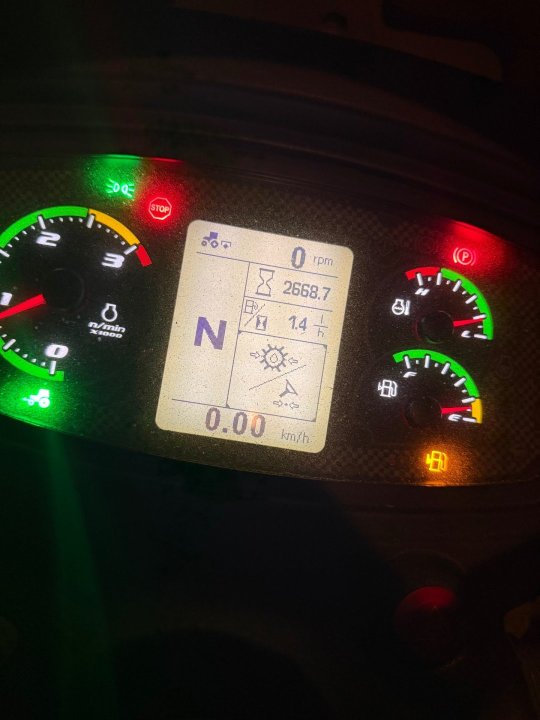 STOP
0 rpm
2668.7
1.4 l/h
N
0.00 km/h
0
1
2
3
n/min
x1000
P
H
L
F
E